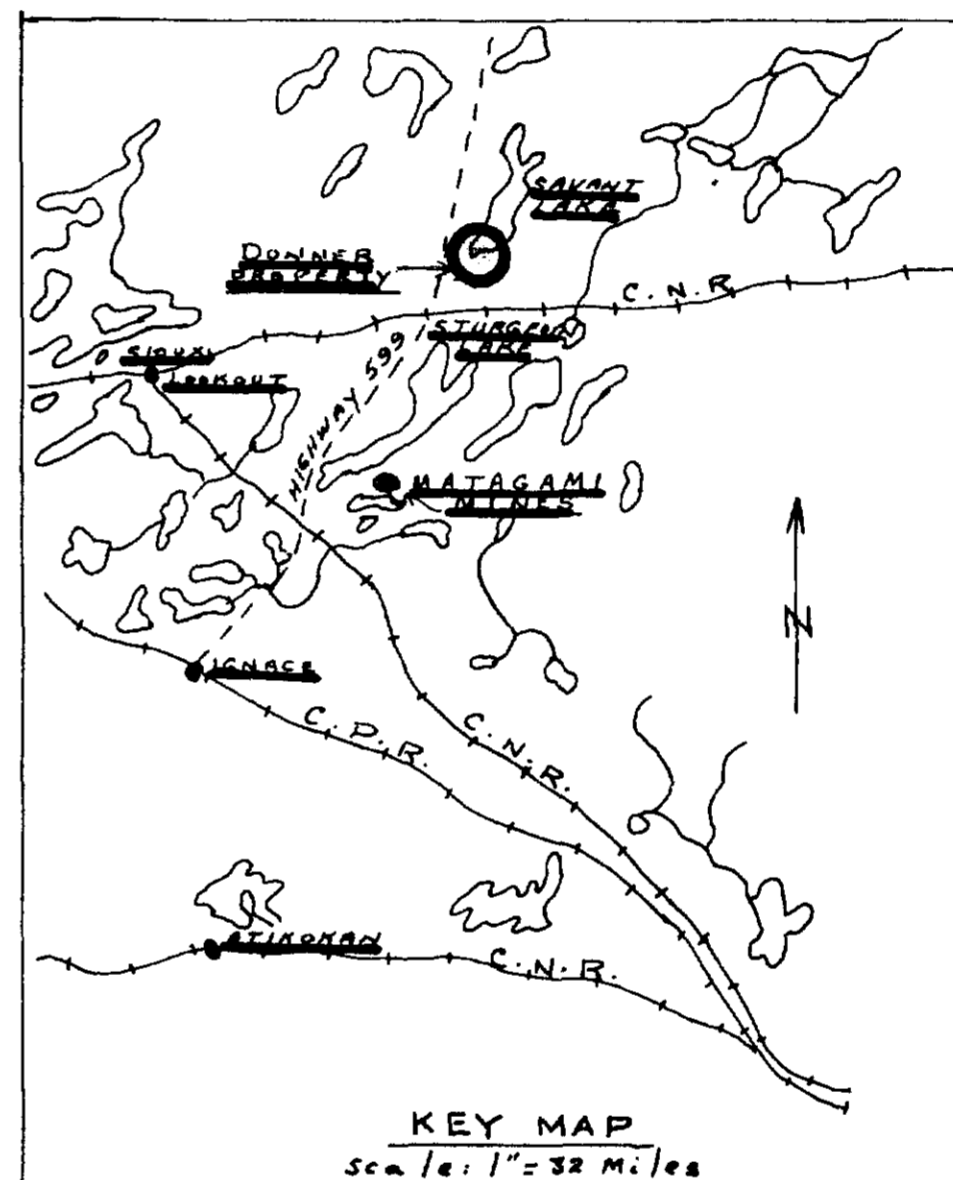 SAVANT
LAKA
DONNER
PROPERTY
C.N.R
STURGEON
LAKE
SIOUX
LOOKOUT
HIGHWAY 599
MATAGAMI
MINES
N
IGNACE
C.P.R.
C.N.R.
ATIKOKAN
C.N.R.
KEY MAP
scale: 1"= 32 Miles